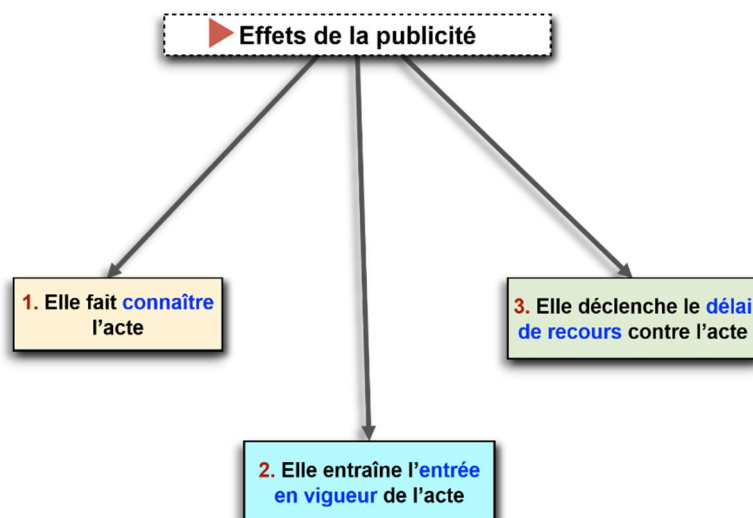 Effets de la publicité
1. Elle fait connaître
l'acte
3. Elle déclenche le délai
de recours contre l'acte
2. Elle entraîne l'entrée
en vigueur de l'acte